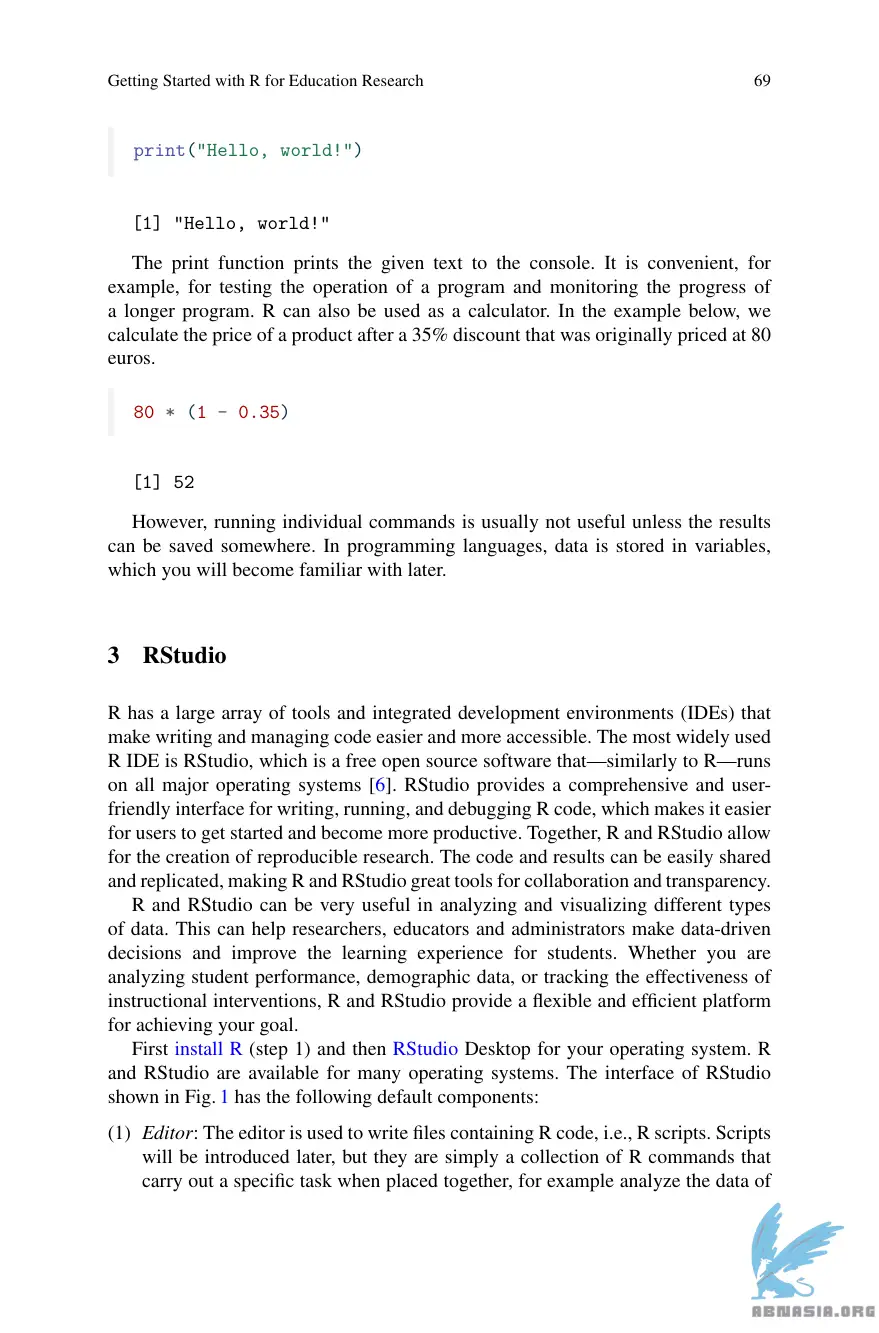 Getting Started with R for Education Research 69
print("Hello, world!")
[1] "Hello, world!"
The print function prints the given text to the console. It is convenient, for
example, for testing the operation of a program and monitoring the progress of
a longer program. R can also be used as a calculator. In the example below, we
calculate the price of a product after a 35% discount that was originally priced at 80
euros.
80 * (1 - 0.35)
[1] 52
However, running individual commands is usually not useful unless the results
can be saved somewhere. In programming languages, data is stored in variables,
which you will become familiar with later.
3 RStudio
R has a large array of tools and integrated development environments (IDEs) that
make writing and managing code easier and more accessible. The most widely used
R IDE is RStudio, which is a free open source software that—similarly to R—runs
on all major operating systems [6]. RStudio provides a comprehensive and user-
friendly interface for writing, running, and debugging R code, which makes it easier
for users to get started and become more productive. Together, R and RStudio allow
for the creation of reproducible research. The code and results can be easily shared
and replicated, making R and RStudio great tools for collaboration and transparency.
R and RStudio can be very useful in analyzing and visualizing different types
of data. This can help researchers, educators and administrators make data-driven
decisions and improve the learning experience for students. Whether you are
analyzing student performance, demographic data, or tracking the effectiveness of
instructional interventions, R and RStudio provide a flexible and efficient platform
for achieving your goal.
First install R (step 1) and then RStudio Desktop for your operating system. R
and RStudio are available for many operating systems. The interface of RStudio
shown in Fig. 1 has the following default components:
(1) Editor: The editor is used to write files containing R code, i.e., R scripts. Scripts
will be introduced later, but they are simply a collection of R commands that
carry out a specific task when placed together, for example analyze the data of
ABNASIA.ORG